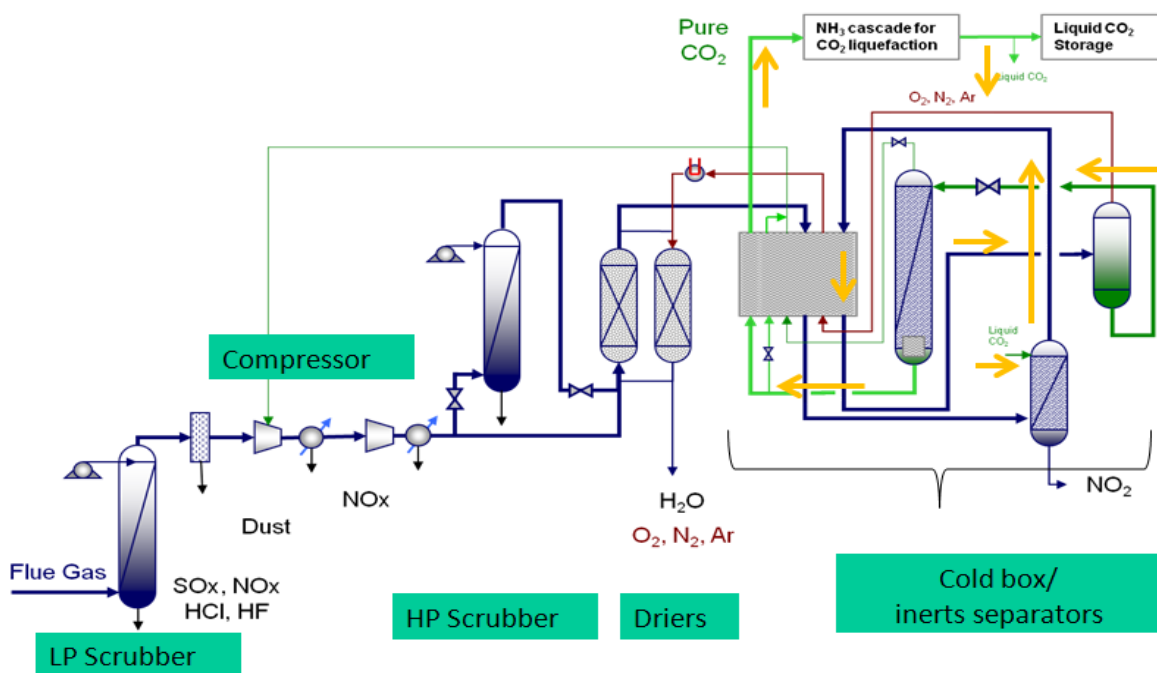 Pure
CO₂
NH₃ cascade for
CO₂ liquefaction
Liquid CO₂
Storage
Liquid CO₂
O₂, N₂, Ar
Compressor
Liquid
CO₂
NOx
Dust
H₂O
O₂, N₂, Ar
NO₂
Flue Gas
SOx, NOx
HCl, HF
LP Scrubber
HP Scrubber
Driers
Cold box/
inerts separators